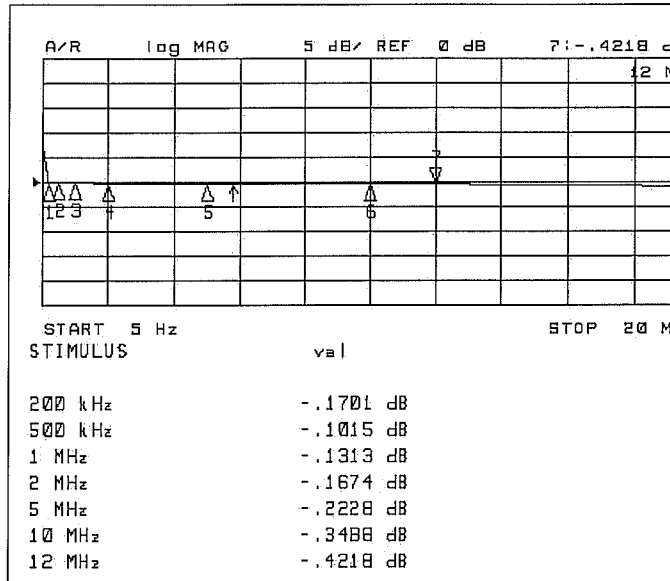 A/R log MAG 5 dB/ REF 0 dB 7:-.4218 d
12 M
7
1 2 3 4 5 6
START 5 Hz STOP 20 M
STIMULUS val
200 kHz -.1701 dB
500 kHz -.1015 dB
1 MHz -.1313 dB
2 MHz -.1674 dB
5 MHz -.2228 dB
10 MHz -.3488 dB
12 MHz -.4218 dB